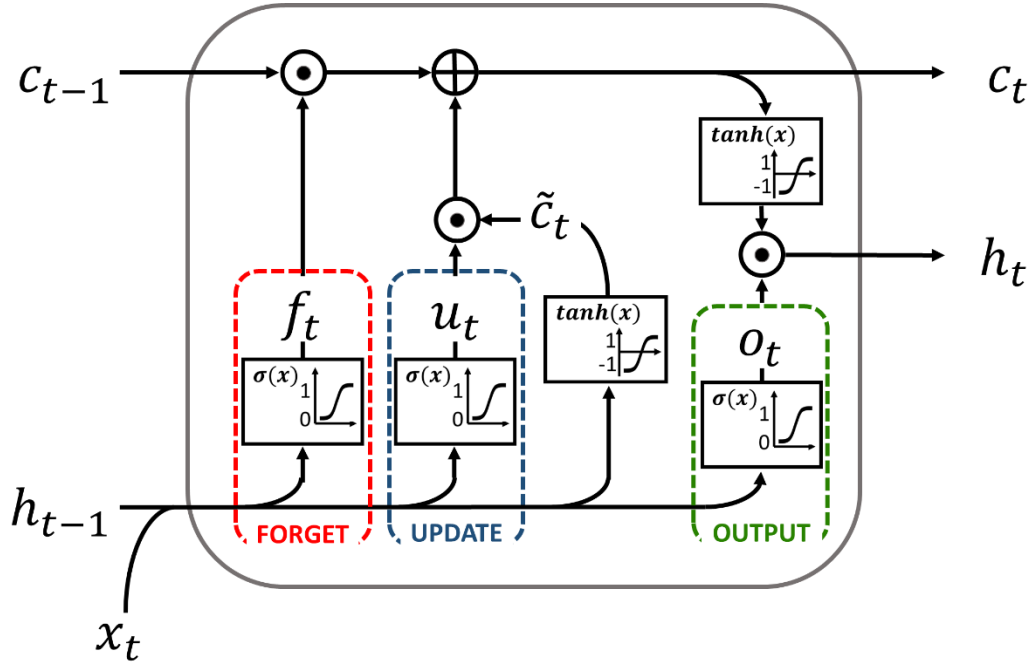 c_{t-1}
c_t
tanh(x)
1
-1
c̃_t
h_t
f_t
u_t
tanh(x)
1
-1
o_t
σ(x)
1
0
σ(x)
1
0
σ(x)
1
0
h_{t-1}
FORGET
UPDATE
OUTPUT
x_t